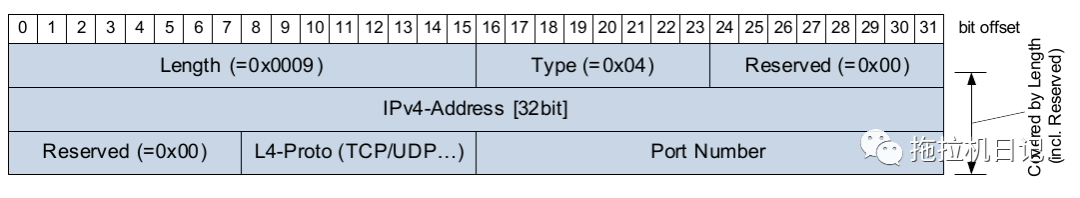 0 1 2 3 4 5 6 7 8 9 10 11 12 13 14 15 16 17 18 19 20 21 22 23 24 25 26 27 28 29 30 31 bit offset
Length (=0x0009) Type (=0x04) Reserved (=0x00)
IPv4-Address [32bit]
Reserved (=0x00) L4-Proto (TCP/UDP…) Port Number
Covered by Length
(incl. Reserved)
拖拉机日记